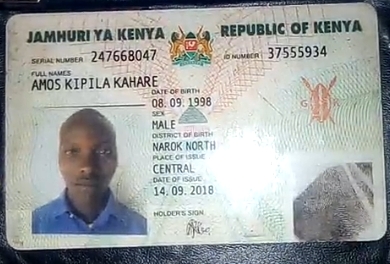 JAMHURI YA KENYA REPUBLIC OF KENYA
SERIAL NUMBER 247668047 ID NUMBER 37555934
FULL NAMES
AMOS KIPILA KAHARE
DATE OF BIRTH
08.09.1998
SEX
MALE
DISTRICT OF BIRTH
NAROK NORTH
PLACE OF ISSUE
CENTRAL
DATE OF ISSUE
14.09.2018
HOLDER'S SIGN.